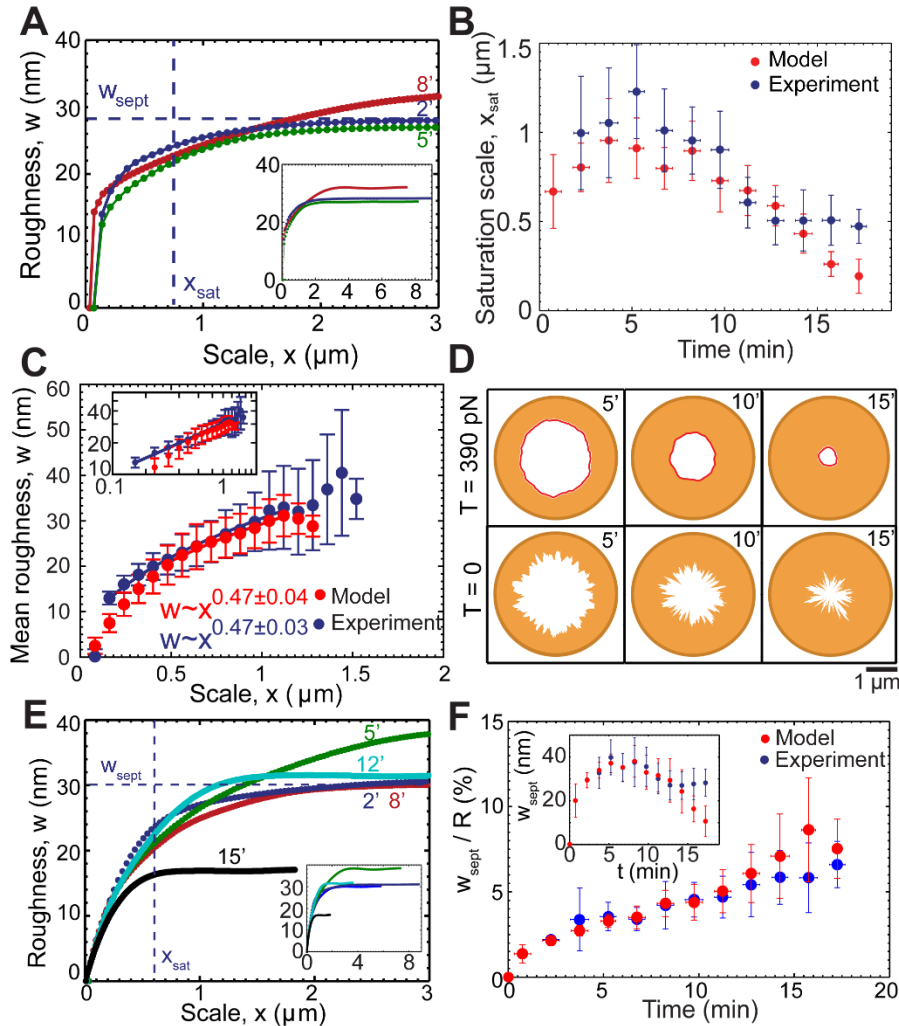 A
40
30
20
10
0
Roughness, w (nm)
w_sept
x_sat
8’
2’
5’
0
1
2
3
Scale, x (μm)
40
20
0
0 2 4 6 8
B
1.5
1
0.5
0
Saturation scale, x_sat (μm)
Model
Experiment
0 5 10 15
Time (min)
C
60
50
40
30
20
10
0
Mean roughness, w (nm)
40
20
10
0.1 1
w~x^0.47±0.04 Model
w~x^0.47±0.03 Experiment
0 0.5 1 1.5 2
Scale, x (μm)
D
T = 390 pN
5’ 10’ 15’
T = 0
5’ 10’ 15’
1 μm
E
40
30
20
10
0
Roughness, w (nm)
w_sept
x_sat
5’
12’
2’ 8’
15’
0 1 2 3
Scale, x (μm)
30
0
0 4 8
F
15
10
5
0
w_sept / R (%)
Model
Experiment
40
20
0
w_sept (nm)
0 5 10 15
t (min)
0 5 10 15 20
Time (min)